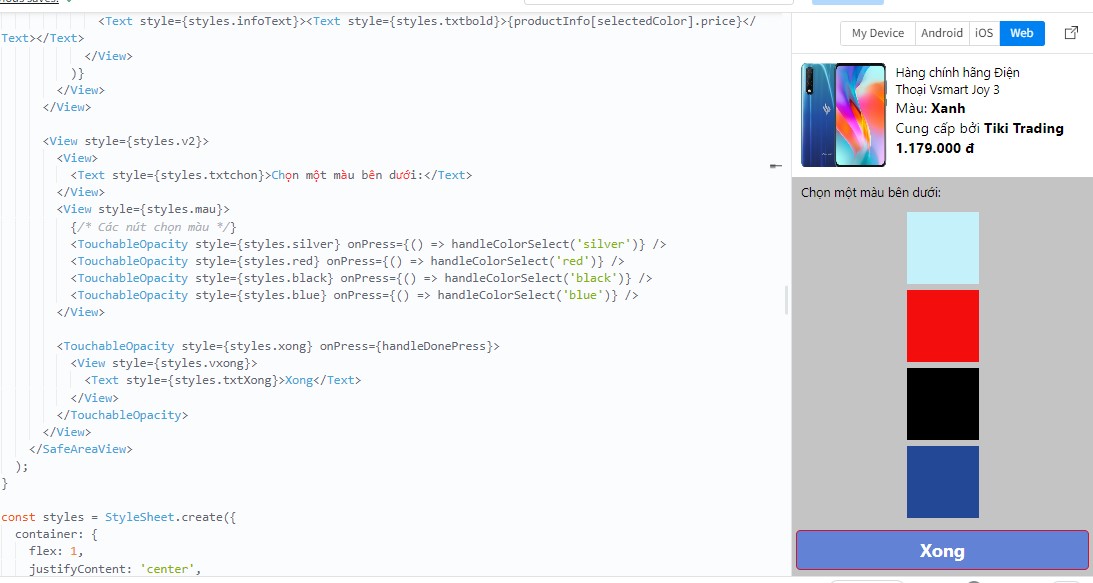 <Text style={styles.infoText}><Text style={styles.txtbold}>{productInfo[selectedColor].price}</
Text></Text>
</View>
)}
</View>
</View>
<View style={styles.v2}>
<View>
<Text style={styles.txtchon}>Chọn một màu bên dưới:</Text>
</View>
<View style={styles.mau}>
{/* Các nút chọn màu */}
<TouchableOpacity style={styles.silver} onPress={() => handleColorSelect('silver')} />
<TouchableOpacity style={styles.red} onPress={() => handleColorSelect('red')} />
<TouchableOpacity style={styles.black} onPress={() => handleColorSelect('black')} />
<TouchableOpacity style={styles.blue} onPress={() => handleColorSelect('blue')} />
</View>
<TouchableOpacity style={styles.xong} onPress={handleDonePress}>
<View style={styles.vxong}>
<Text style={styles.txtXong}>Xong</Text>
</View>
</TouchableOpacity>
</View>
</SafeAreaView>
);
}
const styles = StyleSheet.create({
container: {
flex: 1,
justifyContent: 'center',
My Device Android iOS Web
Hàng chính hãng Điện
Thoại Vsmart Joy 3
Màu: Xanh
Cung cấp bởi Tiki Trading
1.179.000 đ
Chọn một màu bên dưới:
Xong